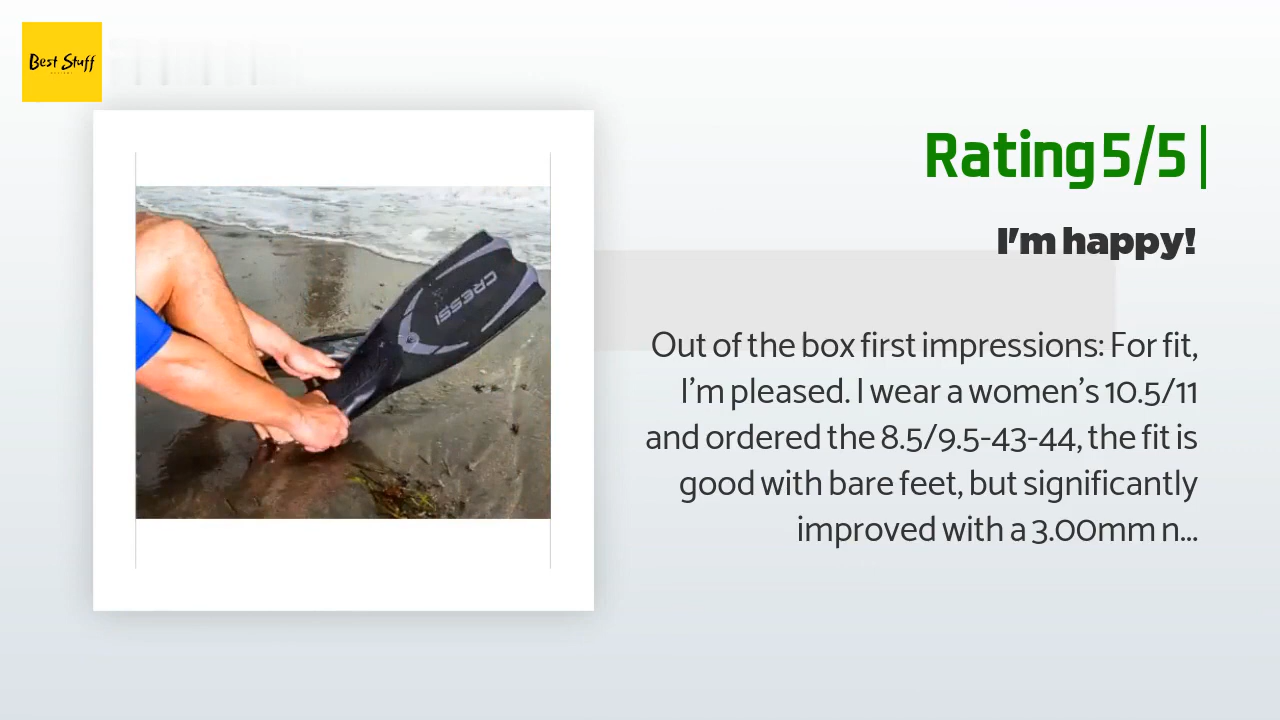 Best Stuff
Rating 5/5 |
I'm happy!
CRESSI
Out of the box first impressions: For fit,
I'm pleased. I wear a women's 10.5/11
and ordered the 8.5/9.5-43-44, the fit is
good with bare feet, but significantly
improved with a 3.00mm n...